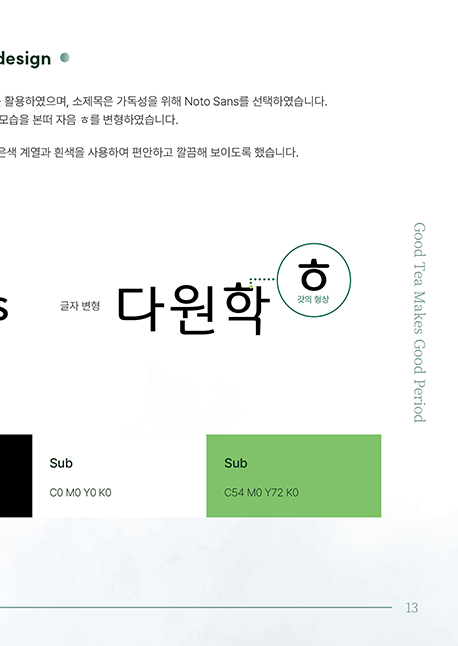 design
활용하였으며, 소제목은 가독성을 위해 Noto Sans를 선택하였습니다.
모습을 본떠 자음 ㅎ를 변형하였습니다.
은색 계열과 흰색을 사용하여 편안하고 깔끔해 보이도록 했습니다.
s
글자 변형
다원학
ㅎ
갓의 형상
Good Tea Makes Good Period
Sub
C0 M0 Y0 K0
Sub
C54 M0 Y72 K0
13